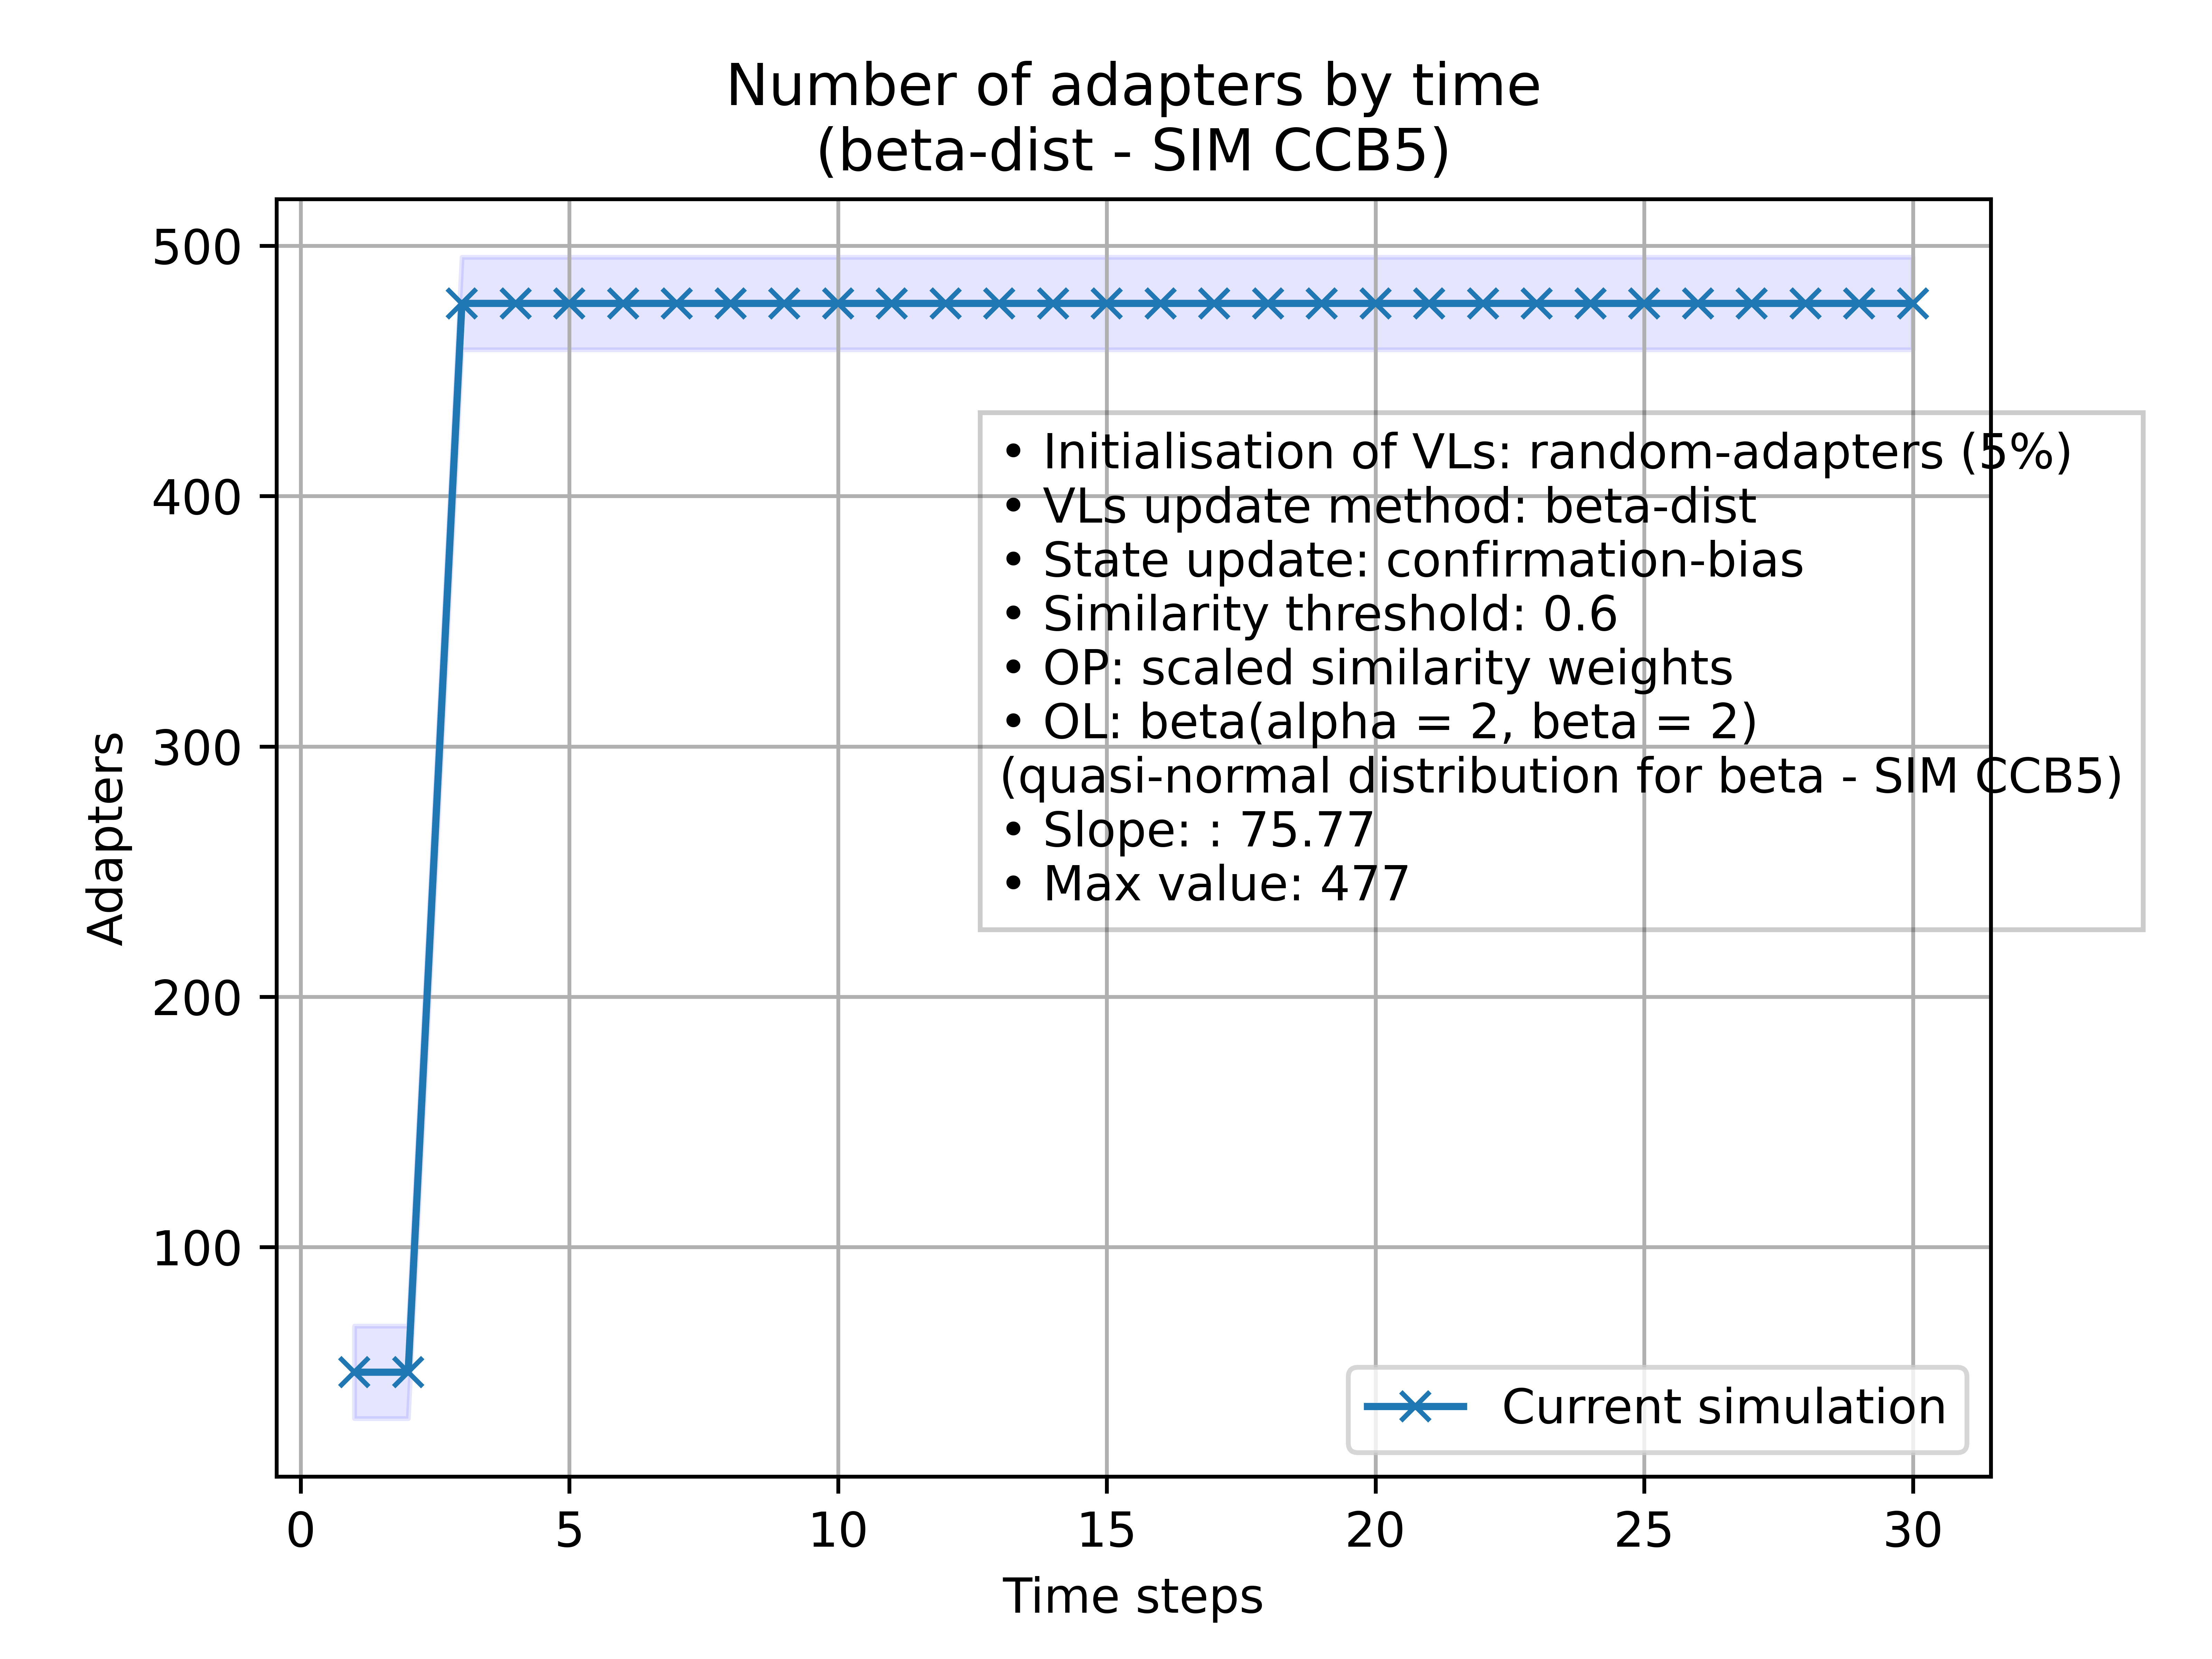 Number of adapters by time
(beta-dist - SIM CCB5)
500
400
300
200
100
Adapters
• Initialisation of VLs: random-adapters (5%)
• VLs update method: beta-dist
• State update: confirmation-bias
• Similarity threshold: 0.6
• OP: scaled similarity weights
• OL: beta(alpha = 2, beta = 2)
(quasi-normal distribution for beta - SIM CCB5)
• Slope: : 75.77
• Max value: 477
Current simulation
0 5 10 15 20 25 30
Time steps